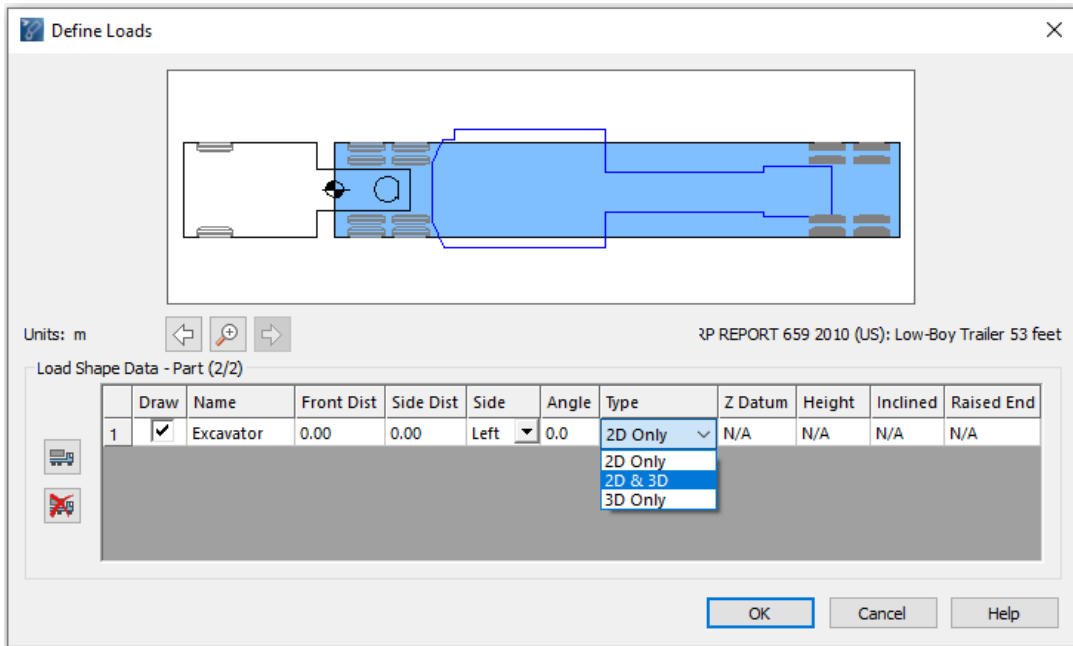 Define Loads
Units: m
RP REPORT 659 2010 (US): Low-Boy Trailer 53 feet
Load Shape Data - Part (2/2)
Draw Name Front Dist Side Dist Side Angle Type Z Datum Height Inclined Raised End
1 Excavator 0.00 0.00 Left 0.0 2D Only N/A N/A N/A N/A
2D Only
2D & 3D
3D Only
OK Cancel Help